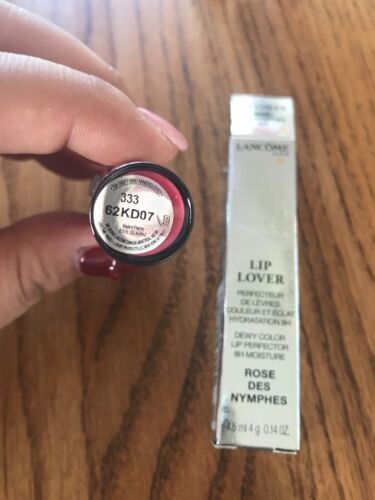 333
62KD07
LANCÔME
PARIS
LIP
LOVER
PERFECTEUR
DE LÈVRES
COULEUR ET ÉCLAT
HYDRATATION 8H
DEWY COLOR
LIP PERFECTOR
8H MOISTURE
ROSE
DES
NYMPHES
4.5 ml 4 g 0.14 OZ.